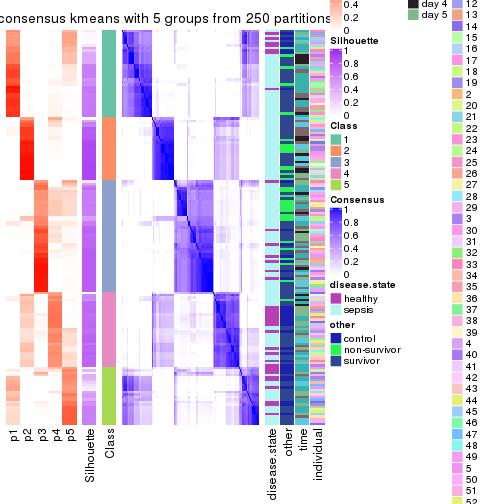 consensus kmeans with 5 groups from 250 partitions
p1
p2
p3
p4
p5
Silhouette
Class
disease.state
other
time
individual
0.4
0.2
0
Silhouette
1
0.8
0.6
0.4
0.2
0
Class
1
2
3
4
5
Consensus
1
0.8
0.6
0.4
0.2
0
disease.state
healthy
sepsis
other
control
non-survivor
survivor
day 4
day 5
12
13
14
15
16
17
18
19
2
20
21
22
23
24
25
26
27
28
29
3
30
31
32
33
34
35
36
37
38
39
4
40
41
42
43
44
45
46
47
48
49
5
50
51
52